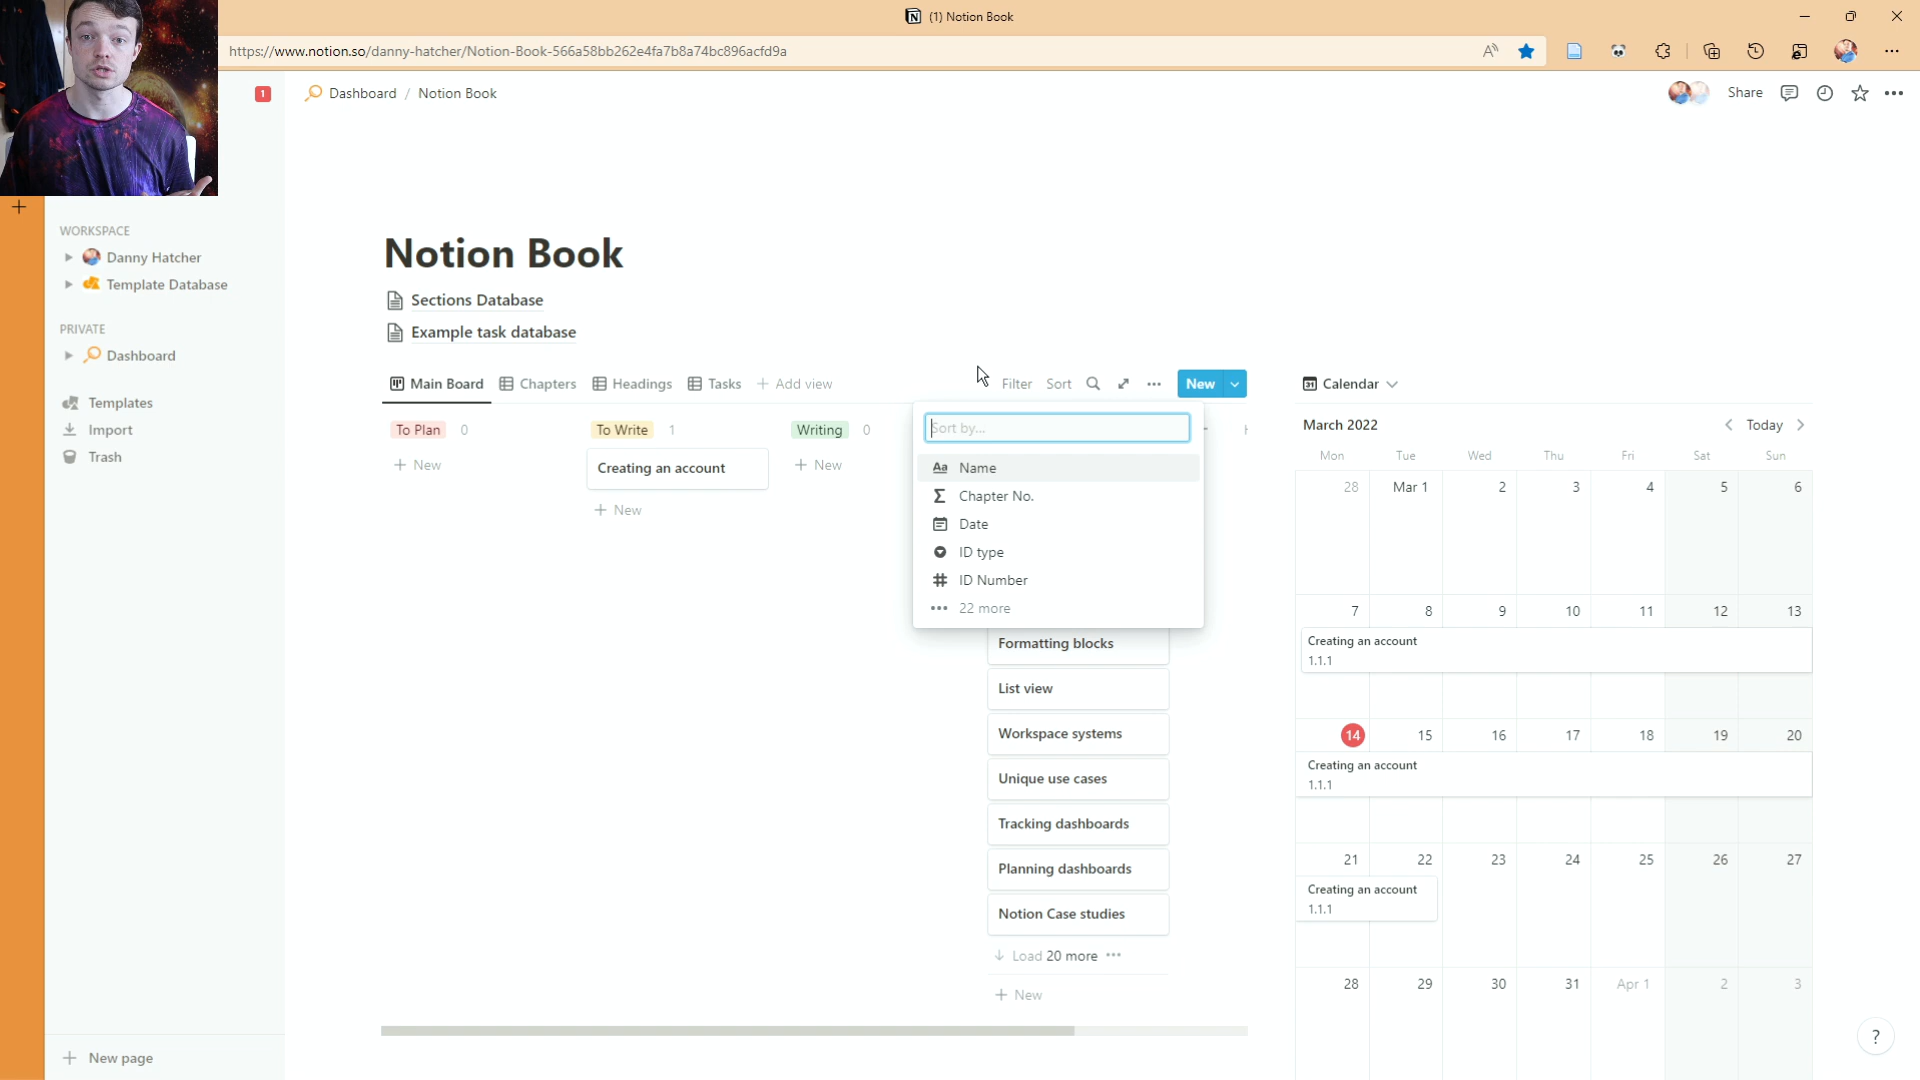 (1) Notion Book
https://www.notion.so/danny-hatcher/Notion-Book-566a58bb262e4fa7b8a74bc896acfd9a
1
Dashboard / Notion Book
Share
WORKSPACE
Danny Hatcher
Template Database
PRIVATE
Dashboard
Templates
Import
Trash
New page
Notion Book
Sections Database
Example task database
Main Board
Chapters
Headings
Tasks
Add view
Filter
Sort
New
To Plan 0
New
To Write 1
Creating an account
New
Writing 0
New
Sort by...
Aa Name
Chapter No.
Date
ID type
ID Number
22 more
Formatting blocks
List view
Workspace systems
Unique use cases
Tracking dashboards
Planning dashboards
Notion Case studies
Load 20 more
New
Calendar
March 2022
Today
Mon Tue Wed Thu Fri Sat Sun
28 Mar 1 2 3 4 5 6
7 8 9 10 11 12 13
Creating an account
1.1.1
14 15 16 17 18 19 20
Creating an account
1.1.1
21 22 23 24 25 26 27
Creating an account
1.1.1
28 29 30 31 Apr 1 2 3
?